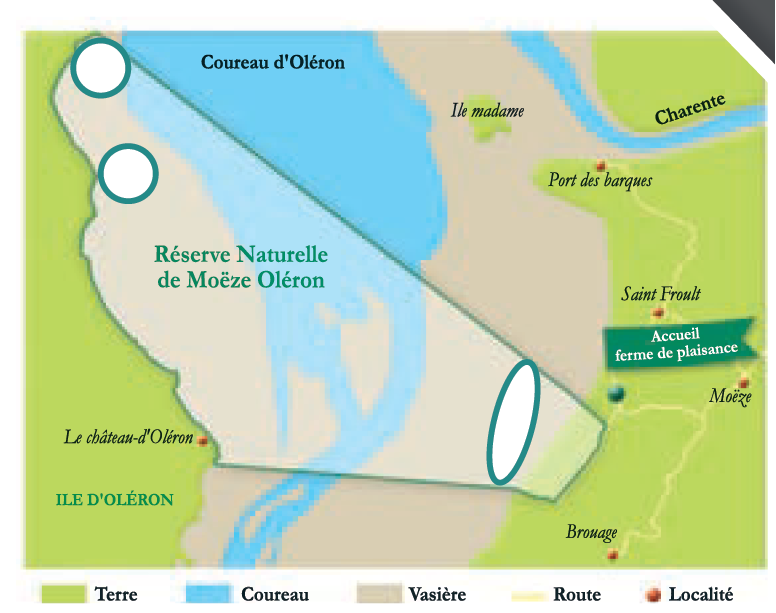 Coureau d'Oléron
Ile madame
Charente
Port des barques
Réserve Naturelle
de Moëze Oléron
Saint Froult
Accueil
ferme de plaisance
Moëze
Le château-d'Oléron
ILE D'OLÉRON
Brouage
Terre
Coureau
Vasière
Route
Localité